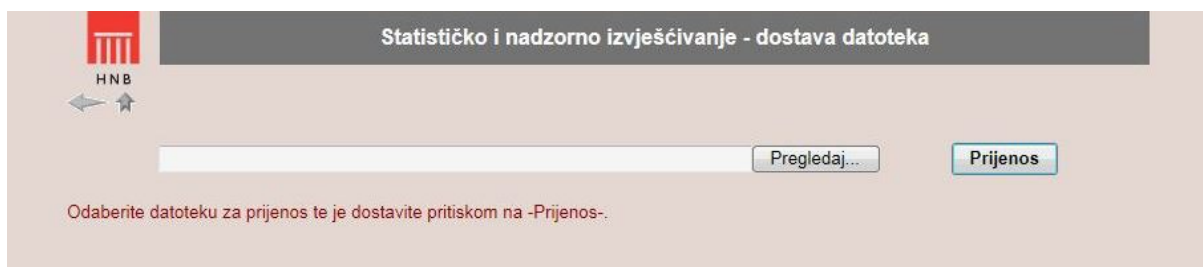 Statističko i nadzorno izvješćivanje - dostava datoteka
HNB
Pregledaj...
Prijenos
Odaberite datoteku za prijenos te je dostavite pritiskom na -Prijenos-.